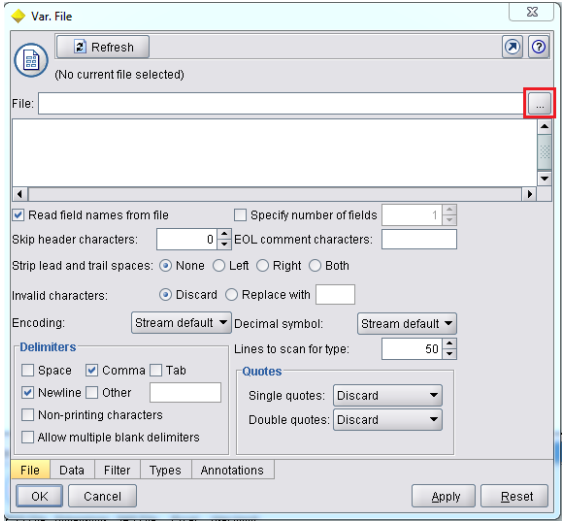 Var. File
Refresh
(No current file selected)
File:
...
Read field names from file
Specify number of fields 1
Skip header characters: 0 EOL comment characters:
Strip lead and trail spaces: None Left Right Both
Invalid characters: Discard Replace with
Encoding: Stream default Decimal symbol: Stream default
Delimiters
Lines to scan for type: 50
Space Comma Tab
Newline Other
Non-printing characters
Allow multiple blank delimiters
Quotes
Single quotes: Discard
Double quotes: Discard
File Data Filter Types Annotations
OK Cancel Apply Reset